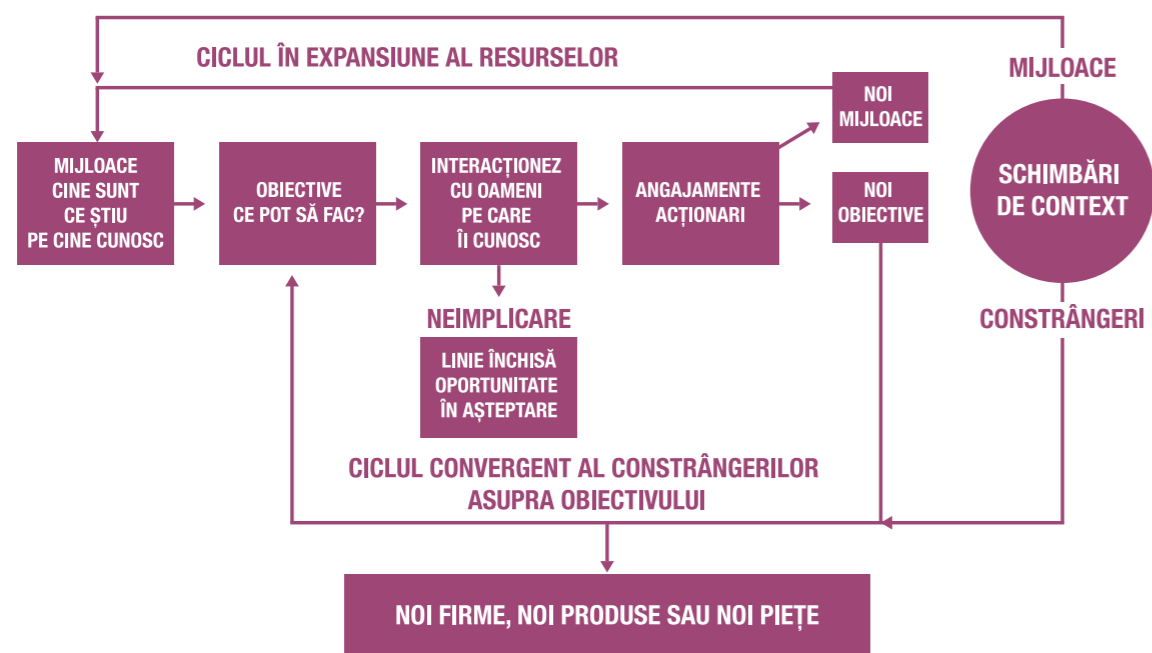 CICLUL ÎN EXPANSIUNE AL RESURSELOR
MIJLOACE
NOI
MIJLOACE
MIJLOACE
CINE SUNT
CE ȘTIU
PE CINE CUNOSC
OBIECTIVE
CE POT SĂ FAC?
INTERACȚIONEZ
CU OAMENI
PE CARE
ÎI CUNOSC
ANGAJAMENTE
ACȚIONARI
NOI
OBIECTIVE
SCHIMBĂRI
DE CONTEXT
NEIMPLICARE
CONSTRÂNGERI
LINIE ÎNCHISĂ
OPORTUNITATE
ÎN AȘTEPTARE
CICLUL CONVERGENT AL CONSTRÂNGERILOR
ASUPRA OBIECTIVULUI
NOI FIRME, NOI PRODUSE SAU NOI PIEȚE